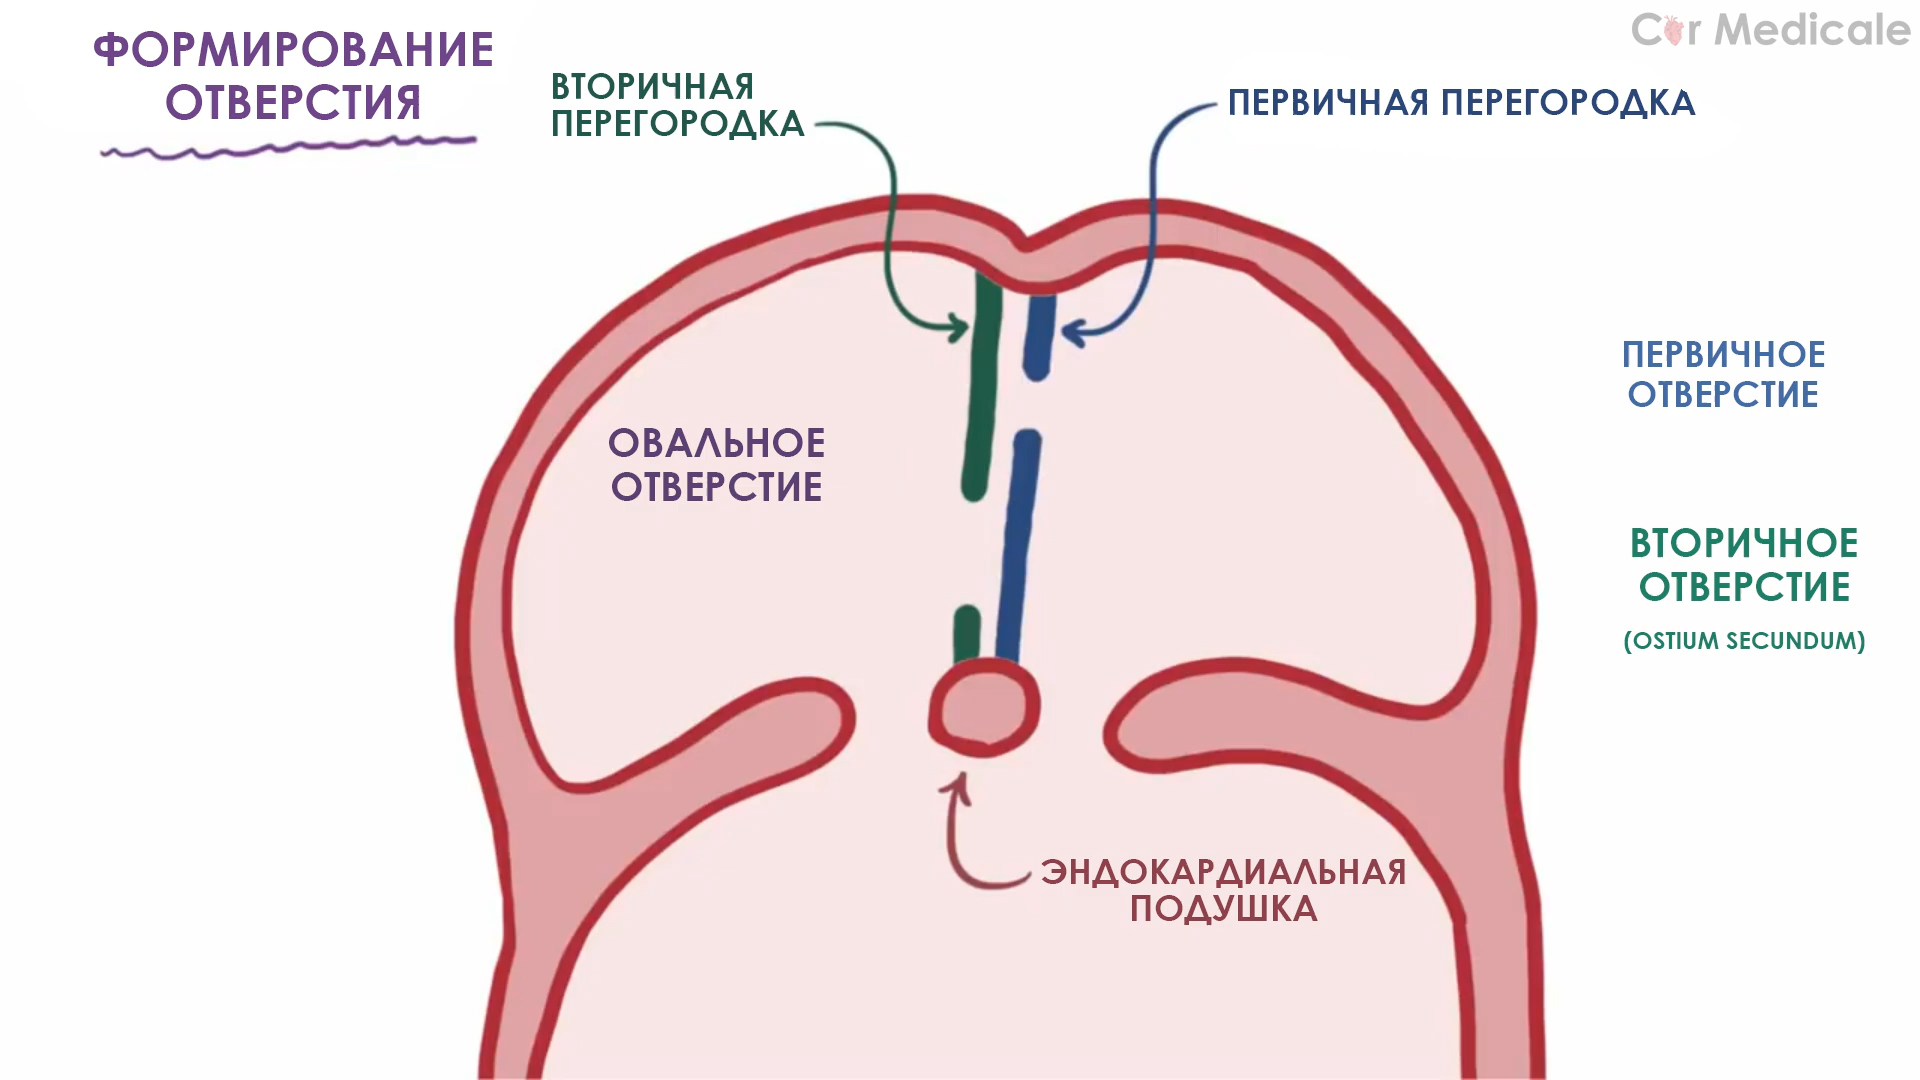 ФОРМИРОВАНИЕ
ОТВЕРСТИЯ
Cor Medicale
ВТОРИЧНАЯ
ПЕРЕГОРОДКА
ПЕРВИЧНАЯ ПЕРЕГОРОДКА
ПЕРВИЧНОЕ
ОТВЕРСТИЕ
ОВАЛЬНОЕ
ОТВЕРСТИЕ
ВТОРИЧНОЕ
ОТВЕРСТИЕ
(OSTIUM SECUNDUM)
ЭНДОКАРДИАЛЬНАЯ
ПОДУШКА